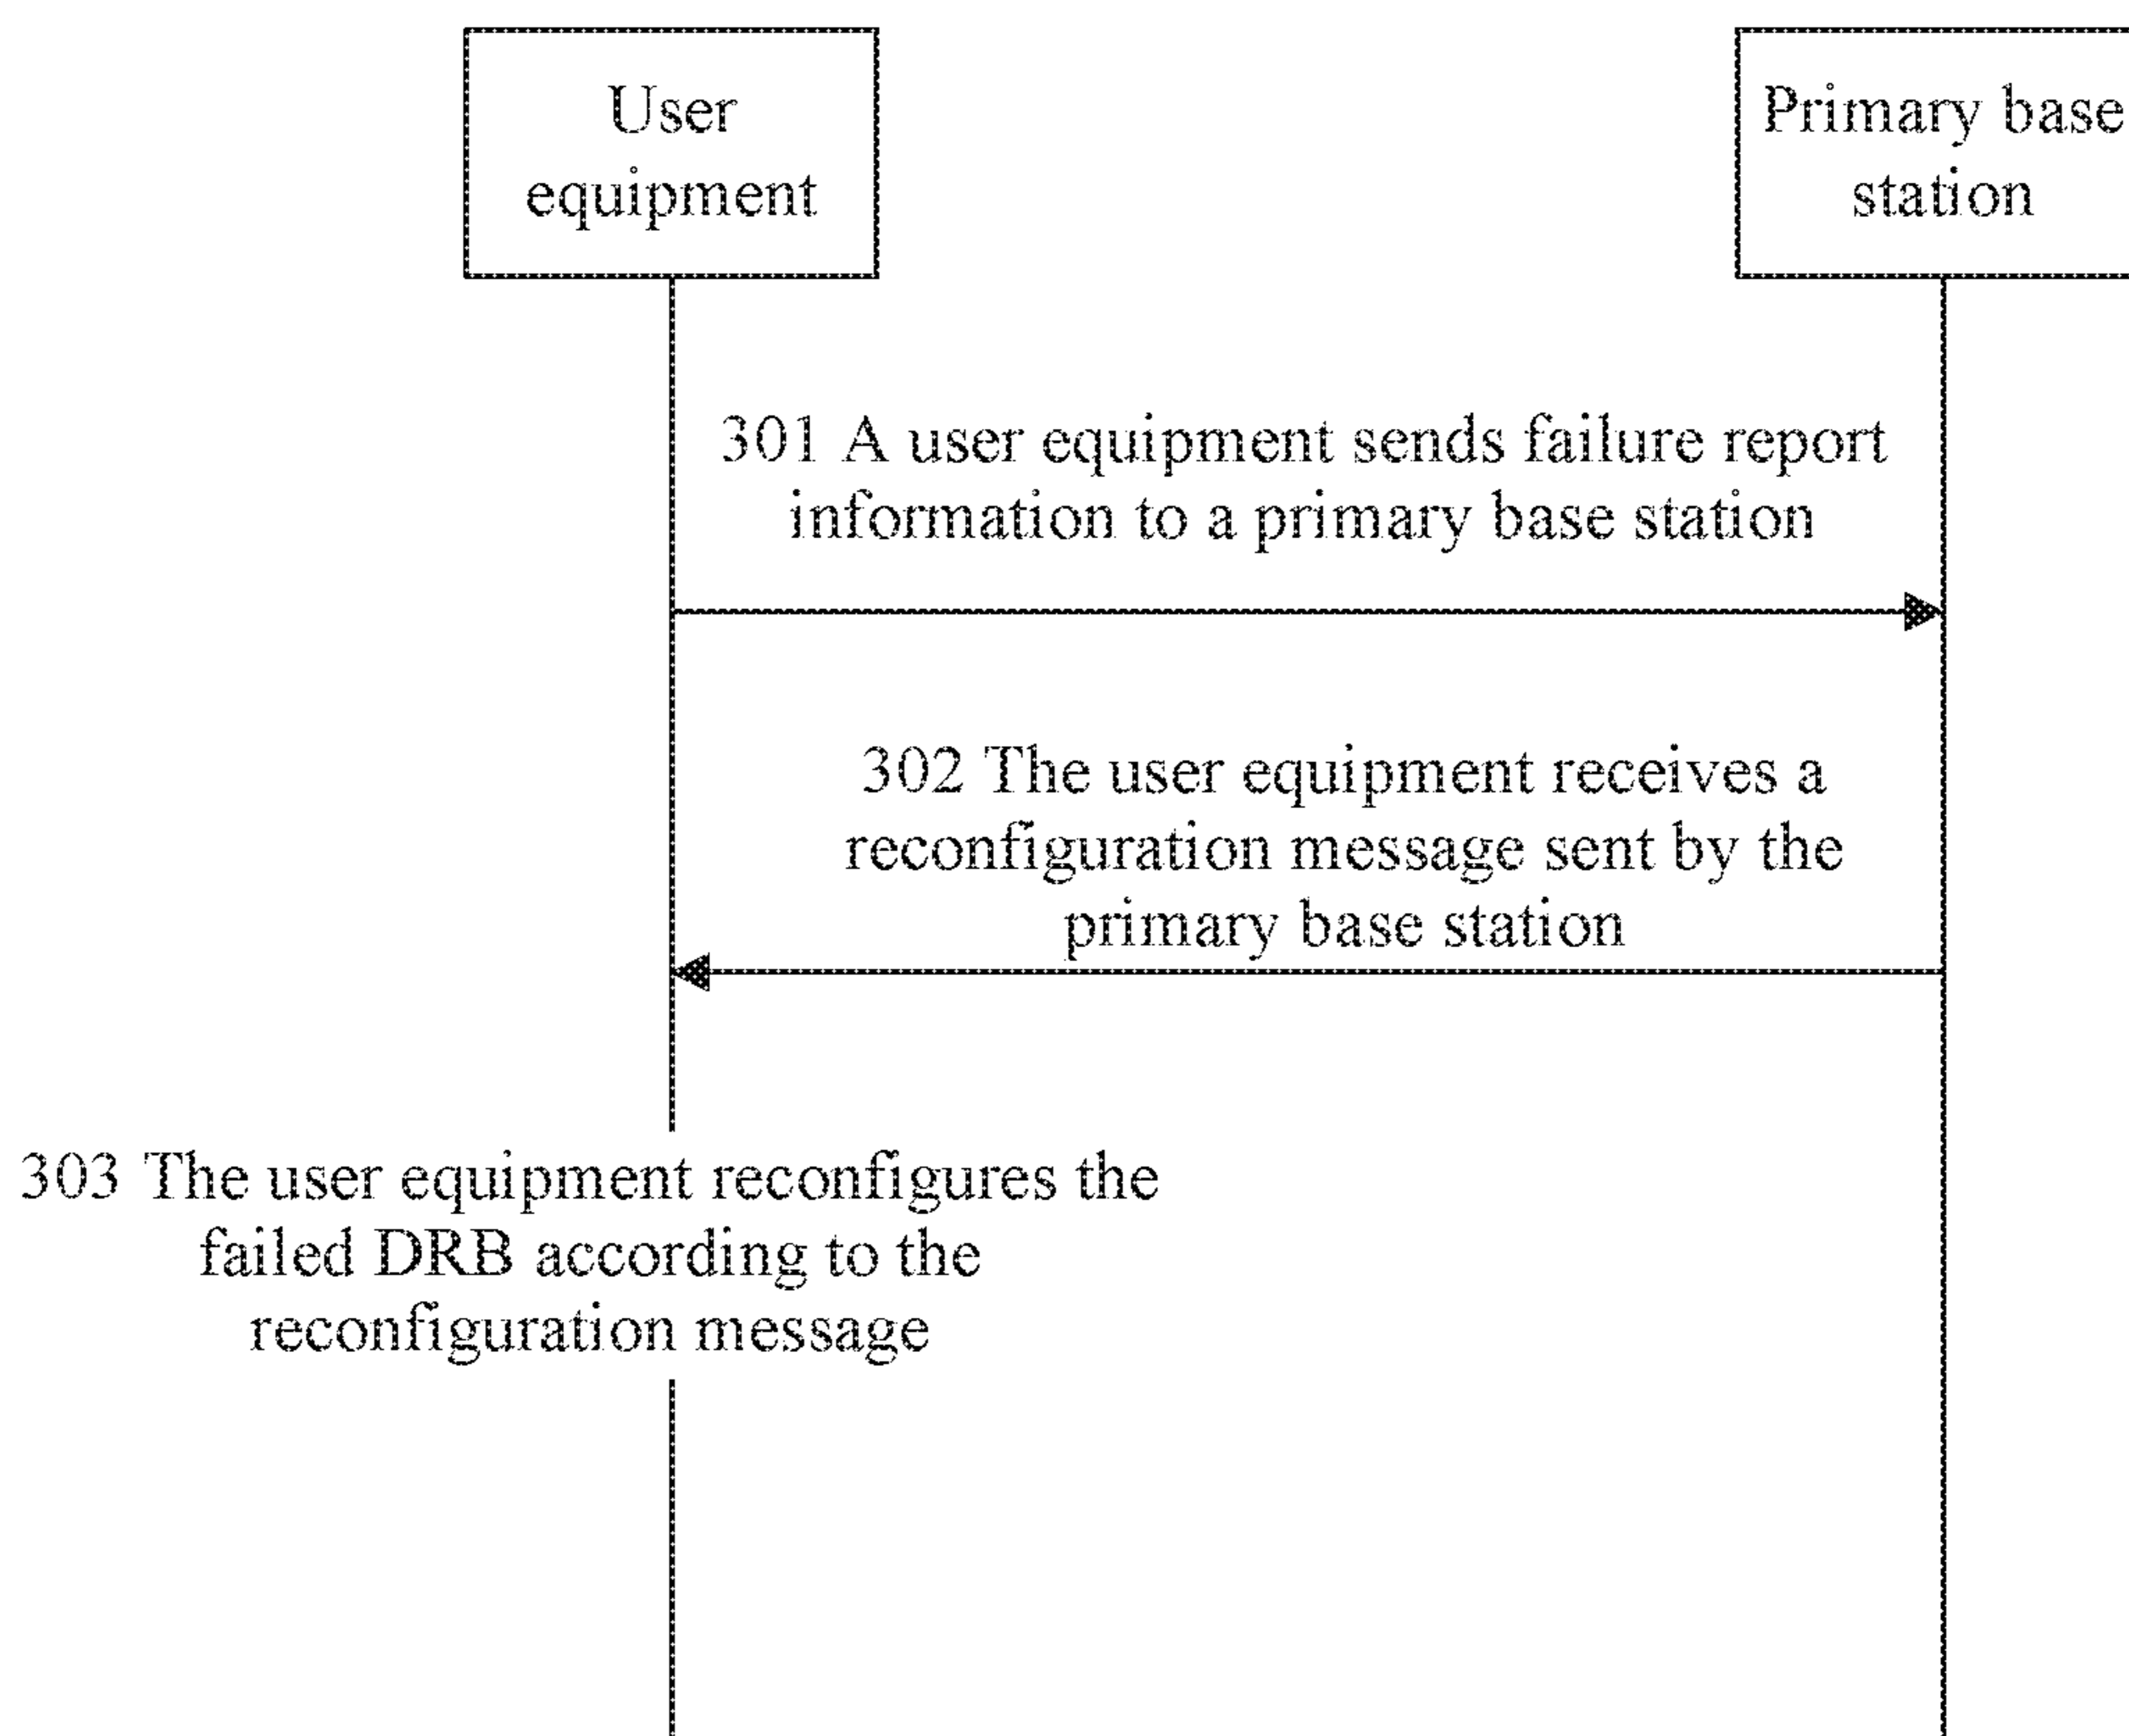 User
equipment
Primary base
station
301 A user equipment sends failure report
information to a primary base station
302 The user equipment receives a
reconfiguration message sent by the
primary base station
303 The user equipment reconfigures the
failed DRB according to the
reconfiguration message